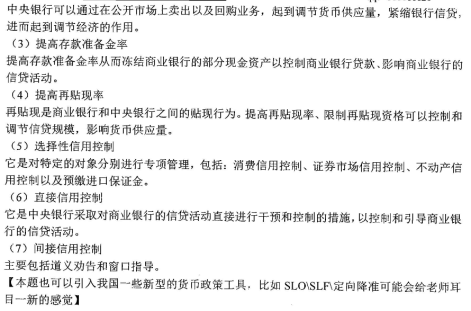 中央银行可以通过在公开市场上卖出以及回购业务，起到调节货币供应量，紧缩银行信贷，
进而起到调节经济的作用。
（3）提高存款准备金率
提高存款准备金率从而冻结商业银行的部分现金资产以控制商业银行贷款、影响商业银行的
信贷活动。
（4）提高再贴现率
再贴现是商业银行和中央银行之间的贴现行为。提高再贴现率、限制再贴现资格可以控制和
调节信贷规模，影响货币供应量。
（5）选择性信用控制
它是对特定的对象分别进行专项管理，包括：消费信用控制、证券市场信用控制、不动产信
用控制以及预缴进口保证金。
（6）直接信用控制
它是中央银行采取对商业银行的信贷活动直接进行干预和控制的措施，以控制和引导商业银
行的信贷活动。
（7）间接信用控制
主要包括道义劝告和窗口指导。
【本题也可以引入我国一些新型的货币政策工具，比如 SLO\SLF\定向降准可能会给老师耳
目一新的感觉】